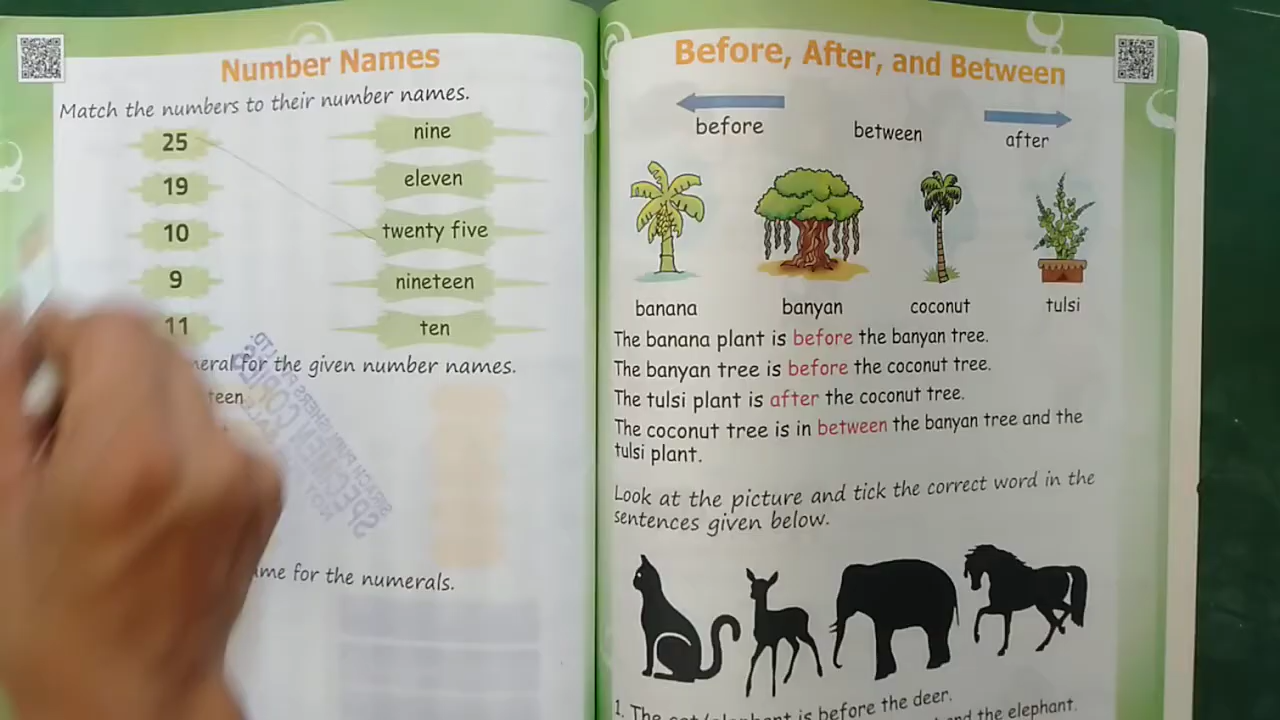 Number Names
Match the numbers to their number names.
25 nine
19 eleven
10 twenty five
9 nineteen
11 ten
for the given number names.
for the numerals.
Before, After, and Between
before between after
banana banyan coconut tulsi
The banana plant is before the banyan tree.
The banyan tree is before the coconut tree.
The tulsi plant is after the coconut tree.
The coconut tree is in between the banyan tree and the
tulsi plant.
Look at the picture and tick the correct word in the
sentences given below.
1. The cat/elephant is before the deer.
and the elephant.